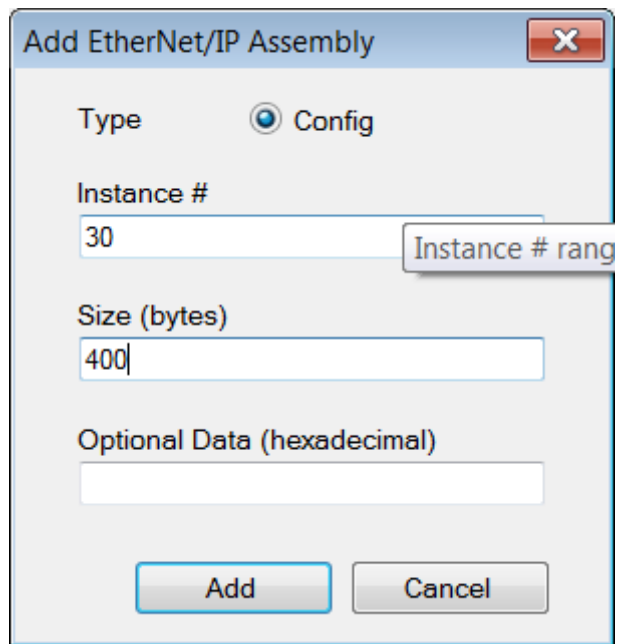 Add EtherNet/IP Assembly
Type Config
Instance #
30
Instance # rang
Size (bytes)
400
Optional Data (hexadecimal)
Add Cancel